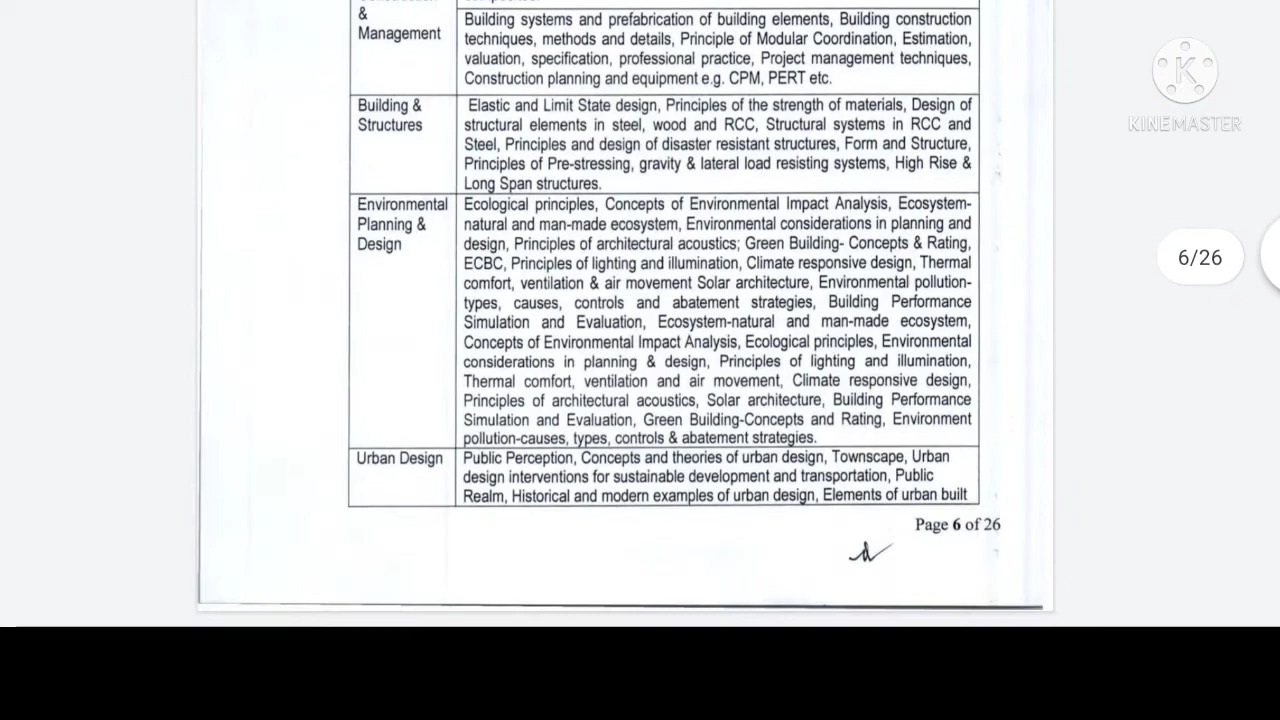 &
Management
Building systems and prefabrication of building elements, Building construction
techniques, methods and details, Principle of Modular Coordination, Estimation,
valuation, specification, professional practice, Project management techniques,
Construction planning and equipment e.g. CPM, PERT etc.
Building &
Structures
Elastic and Limit State design, Principles of the strength of materials, Design of
structural elements in steel, wood and RCC, Structural systems in RCC and
Steel, Principles and design of disaster resistant structures, Form and Structure,
Principles of Pre-stressing, gravity & lateral load resisting systems, High Rise &
Long Span structures.
Environmental
Planning &
Design
Ecological principles, Concepts of Environmental Impact Analysis, Ecosystem-
natural and man-made ecosystem, Environmental considerations in planning and
design, Principles of architectural acoustics; Green Building- Concepts & Rating,
ECBC, Principles of lighting and illumination, Climate responsive design, Thermal
comfort, ventilation & air movement Solar architecture, Environmental pollution-
types, causes, controls and abatement strategies, Building Performance
Simulation and Evaluation, Ecosystem-natural and man-made ecosystem,
Concepts of Environmental Impact Analysis, Ecological principles, Environmental
considerations in planning & design, Principles of lighting and illumination,
Thermal comfort, ventilation and air movement, Climate responsive design,
Principles of architectural acoustics, Solar architecture, Building Performance
Simulation and Evaluation, Green Building-Concepts and Rating, Environment
pollution-causes, types, controls & abatement strategies.
Urban Design
Public Perception, Concepts and theories of urban design, Townscape, Urban
design interventions for sustainable development and transportation, Public
Realm, Historical and modern examples of urban design, Elements of urban built
Page 6 of 26
K
KINEMASTER
6/26